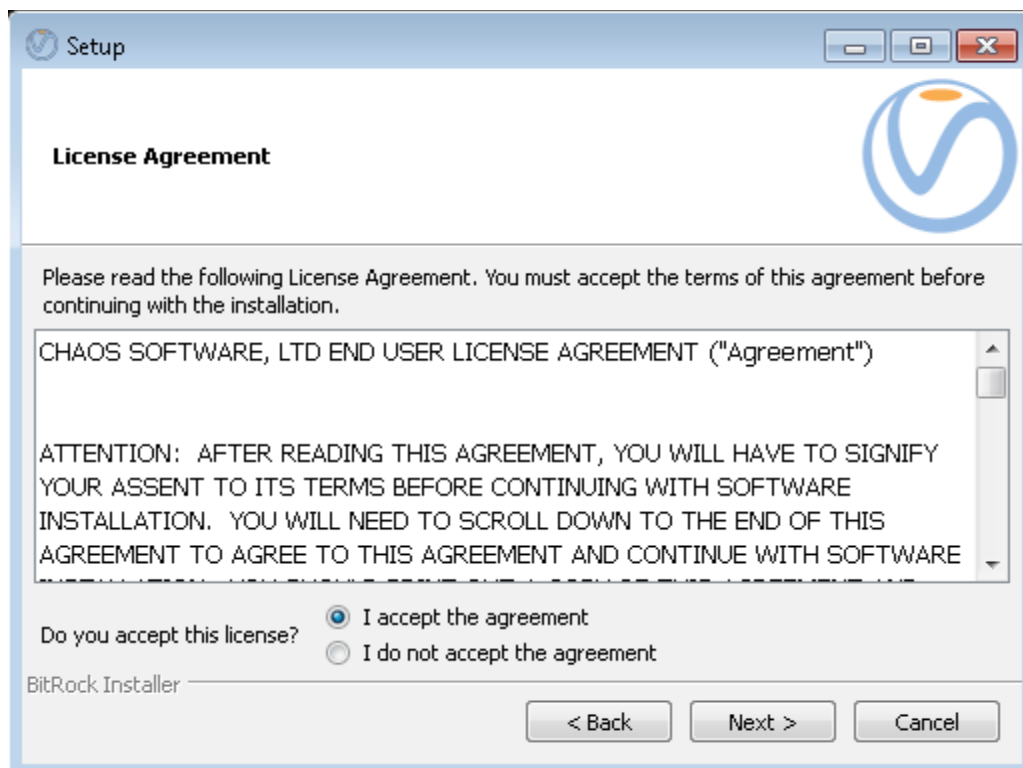 Setup
License Agreement
Please read the following License Agreement. You must accept the terms of this agreement before
continuing with the installation.
CHAOS SOFTWARE, LTD END USER LICENSE AGREEMENT ("Agreement")
ATTENTION:  AFTER READING THIS AGREEMENT, YOU WILL HAVE TO SIGNIFY
YOUR ASSENT TO ITS TERMS BEFORE CONTINUING WITH SOFTWARE
INSTALLATION.  YOU WILL NEED TO SCROLL DOWN TO THE END OF THIS
AGREEMENT TO AGREE TO THIS AGREEMENT AND CONTINUE WITH SOFTWARE
Do you accept this license?
I accept the agreement
I do not accept the agreement
BitRock Installer
< Back
Next >
Cancel